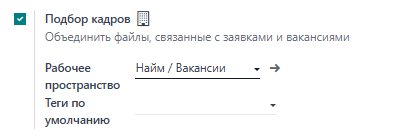 Подбор кадров
Объединить файлы, связанные с заявками и вакансиями
Рабочее пространство
Найм / Вакансии
Теги по умолчанию